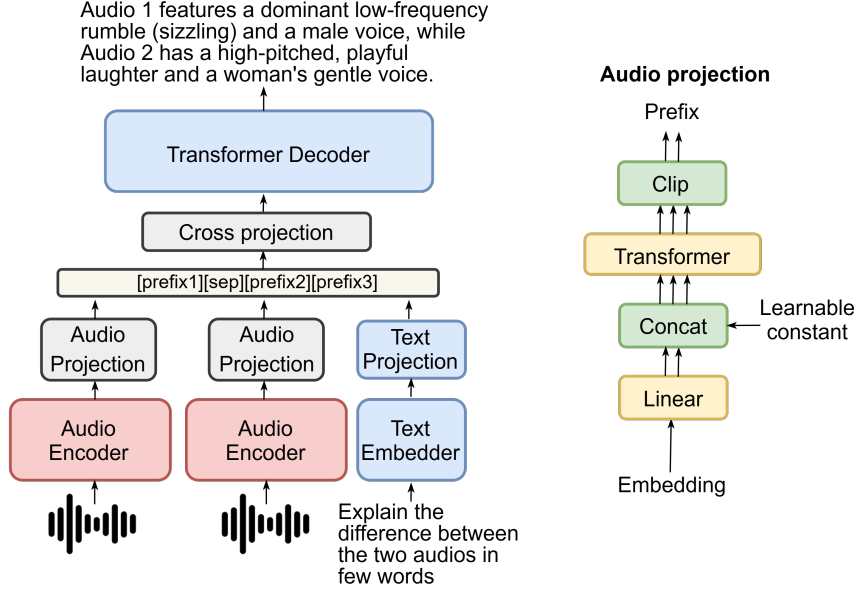 Audio 1 features a dominant low-frequency
rumble (sizzling) and a male voice, while
Audio 2 has a high-pitched, playful
laughter and a woman's gentle voice.
Transformer Decoder
Cross projection
[prefix1][sep][prefix2][prefix3]
Audio
Projection
Audio
Projection
Text
Projection
Audio
Encoder
Audio
Encoder
Text
Embedder
Explain the
difference between
the two audios in
few words
Audio projection
Prefix
Clip
Transformer
Concat
Learnable
constant
Linear
Embedding